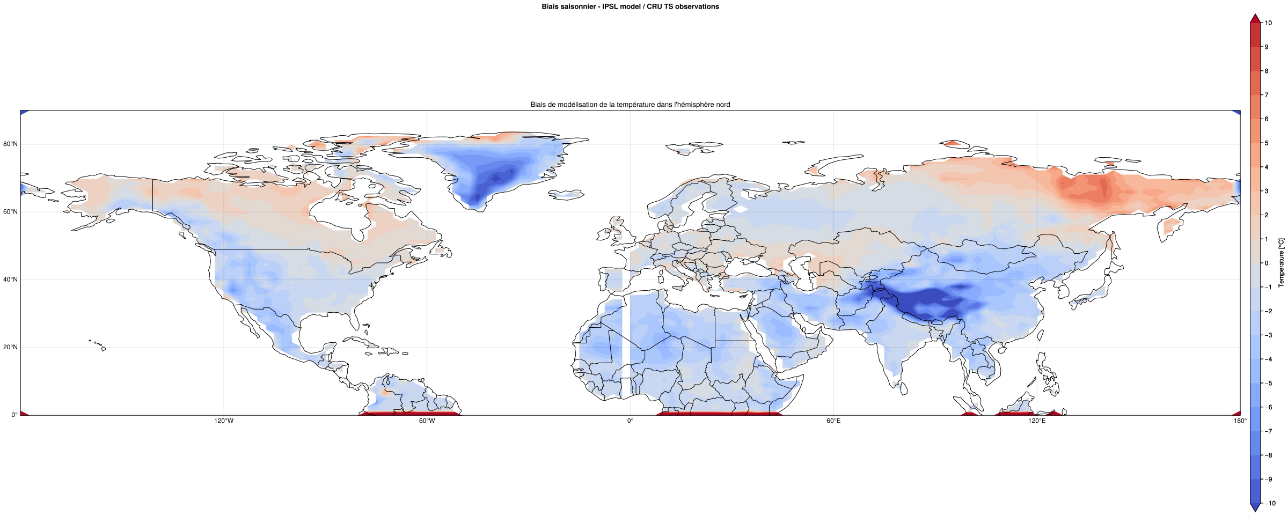 Biais saisonnier - IPSL model / CRU TS observations
Biais de modélisation de la température dans l'hémisphère nord
80°N
60°N
40°N
20°N
0°
120°W
60°W
0°
60°E
120°E
180°
10
9
8
7
6
5
4
3
2
1
0
-1
-2
-3
-4
-5
-6
-7
-8
-9
-10
Temperature [°C]